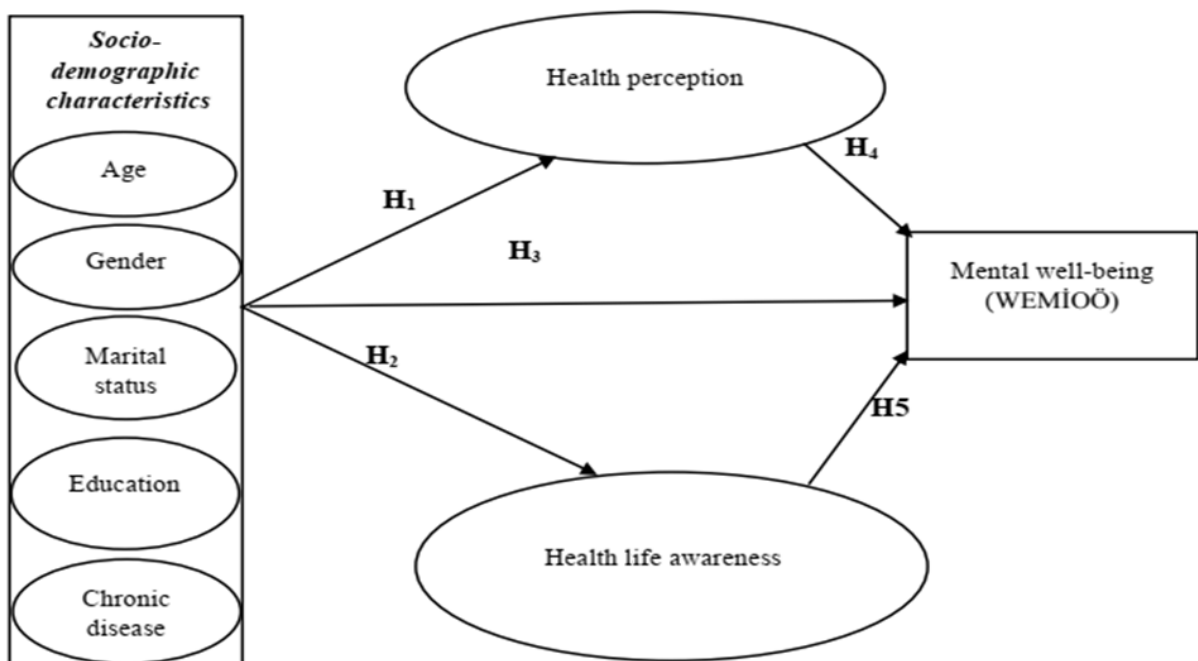 Socio-
demographic
characteristics
Age
Gender
Marital
status
Education
Chronic
disease
Health perception
H₁
H₃
H₂
H₄
H5
Mental well-being
(WEMİOÖ)
Health life awareness